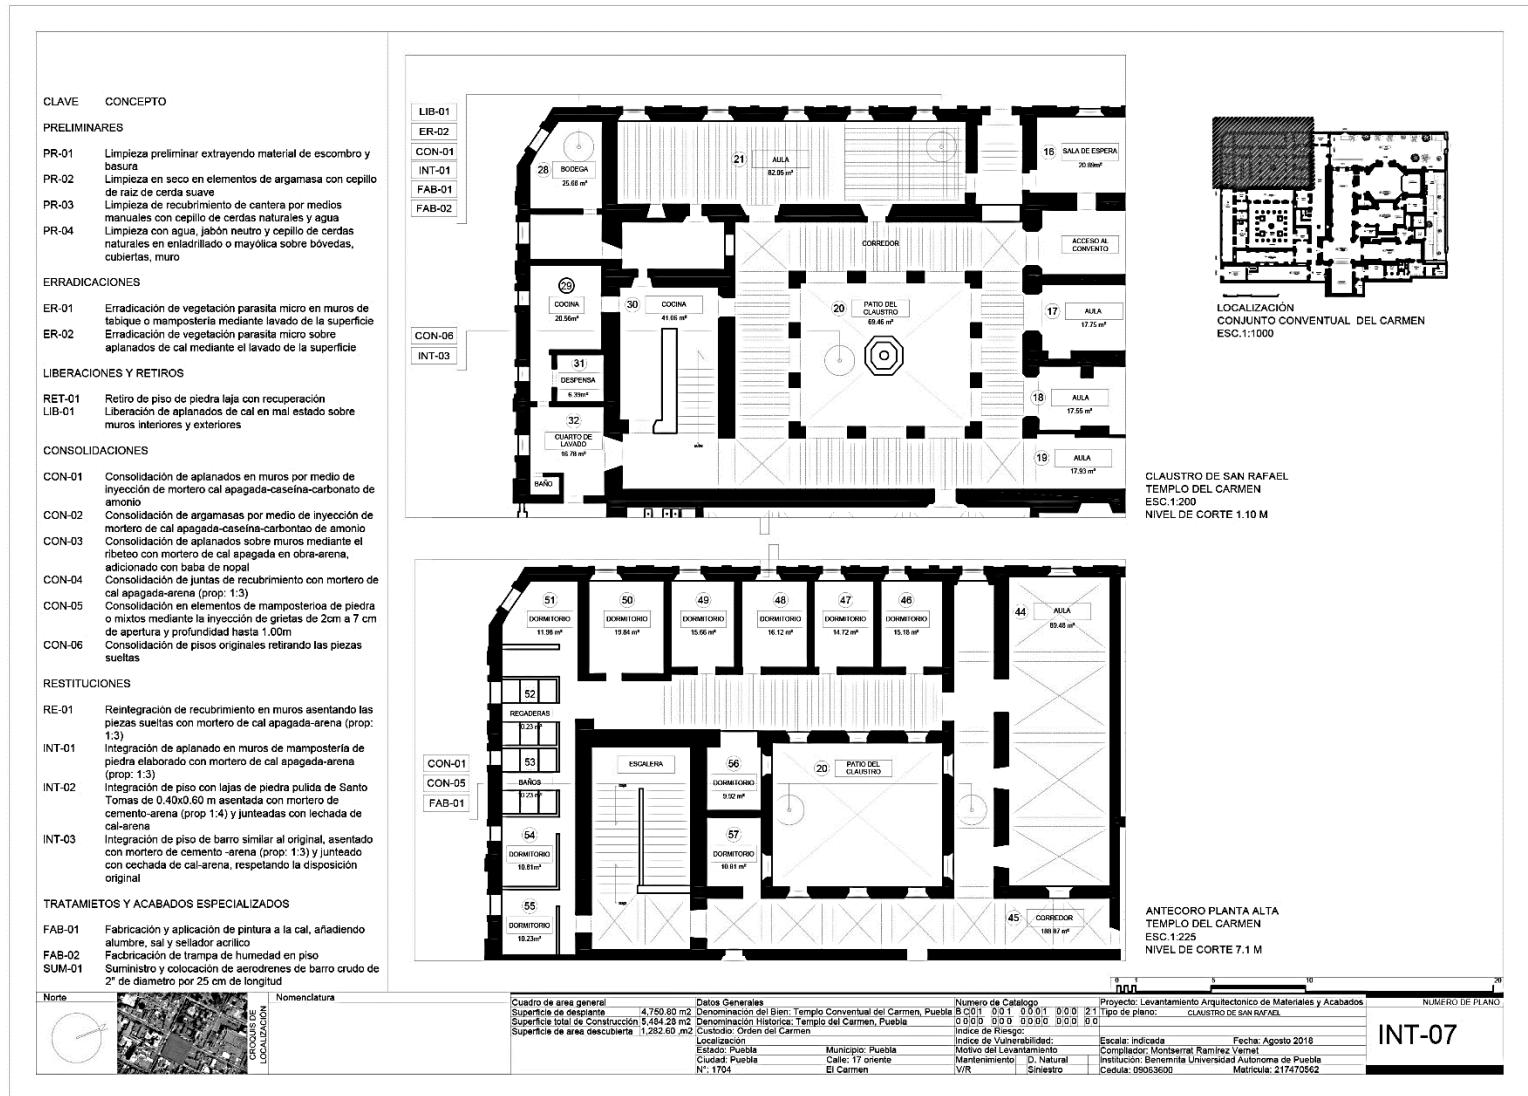 CLAVE CONCEPTO
PRELIMINARES
PR-01 Limpieza preliminar extrayendo material de escombro y
basura
PR-02 Limpieza en seco en elementos de argamasa con cepillo
de raiz de cerda suave
PR-03 Limpieza de recubrimiento de cantera por medios
manuales con cepillo de cerdas naturales y agua
PR-04 Limpieza con agua, jabón neutro y cepillo de cerdas
naturales en enladrillado o mayólica sobre bóvedas,
cubiertas, muro
ERRADICACIONES
ER-01 Erradicación de vegetación parasita micro en muros de
tabique o mampostería mediante lavado de la superficie
ER-02 Erradicación de vegetación parasita micro sobre
aplanados de cal mediante el lavado de la superficie
LIBERACIONES Y RETIROS
RET-01 Retiro de piso de piedra laja con recuperación
LIB-01 Liberación de aplanados de cal en mal estado sobre
muros interiores y exteriores
CONSOLIDACIONES
CON-01 Consolidación de aplanados en muros por medio de
inyección de mortero cal apagada-caseína-carbonato de
amonio
CON-02 Consolidación de argamasas por medio de inyección de
mortero de cal apagada-caseína-carbontao de amonio
CON-03 Consolidación de aplanados sobre muros mediante el
ribeteo con mortero de cal apagada en obra-arena,
adicionado con baba de nopal
CON-04 Consolidación de juntas de recubrimiento con mortero de
cal apagada-arena (prop: 1:3)
CON-05 Consolidación en elementos de mamposterioa de piedra
o mixtos mediante la inyección de grietas de 2cm a 7 cm
de apertura y profundidad hasta 1.00m
CON-06 Consolidación de pisos originales retirando las piezas
sueltas
RESTITUCIONES
RE-01 Reintegración de recubrimiento en muros asentando las
piezas sueltas con mortero de cal apagada-arena (prop:
1:3)
INT-01 Integración de aplanado en muros de mampostería de
piedra elaborado con mortero de cal apagada-arena
(prop: 1:3)
INT-02 Integración de piso con lajas de piedra pulida de Santo
Tomas de 0.40x0.60 m asentada con mortero de
cemento-arena (prop 1:4) y junteadas con lechada de
cal-arena
INT-03 Integración de piso de barro similar al original, asentado
con mortero de cemento -arena (prop: 1:3) y junteado
con cechada de cal-arena, respetando la disposición
original
TRATAMIETOS Y ACABADOS ESPECIALIZADOS
FAB-01 Fabricación y aplicación de pintura a la cal, añadiendo
alumbre, sal y sellador acrílico
FAB-02 Facbricación de trampa de humedad en piso
SUM-01 Suministro y colocación de aerodrenes de barro crudo de
2" de diametro por 25 cm de longitud
LIB-01
ER-02
CON-01
INT-01
FAB-01
FAB-02
CON-06
INT-03
28 BODEGA
25.68 m²
21 AULA
82.05 m²
16 SALA DE ESPERA
20.89m²
CORREDOR
ACCESO AL
CONVENTO
29
COCINA
20.56m²
30 COCINA
41.06 m²
20 PATIO DEL
CLAUSTRO
69.46 m²
17 AULA
17.75 m²
31
DESPENSA
6.39m²
18 AULA
17.55 m²
32
CUARTO DE
LAVADO
16.78 m²
19 AULA
17.93 m²
BAÑO
LOCALIZACIÓN
CONJUNTO CONVENTUAL DEL CARMEN
ESC.1:1000
CLAUSTRO DE SAN RAFAEL
TEMPLO DEL CARMEN
ESC.1:200
NIVEL DE CORTE 1.10 M
CON-01
CON-05
FAB-01
51
DORMITORIO
11.98 m²
50
DORMITORIO
19.84 m²
49
DORMITORIO
15.66 m²
48
DORMITORIO
16.12 m²
47
DORMITORIO
14.72 m²
46
DORMITORIO
15.18 m²
44 AULA
89.48 m²
52
REGADERAS
53
BAÑOS
ESCALERA
56
DORMITORIO
9.92 m²
20 PATIO DEL
CLAUSTRO
54
DORMITORIO
10.81m²
57
DORMITORIO
10.81 m²
55
DORMITORIO
10.23m²
45 CORREDOR
ANTECORO PLANTA ALTA
TEMPLO DEL CARMEN
ESC.1:225
NIVEL DE CORTE 7.1 M
0 1 5 10 20
Norte
CROQUIS DE
LOCALIZACIÓN
Nomenclatura
Cuadro de area general
Superficie de desplante 4,750.80 m2
Superficie total de Construcción 5,484.28 m2
Superficie de area descubierta 1,282.60 ,m2
Datos Generales
Denominación del Bien: Templo Conventual del Carmen, Puebla
Denominación Historica: Templo del Carmen, Puebla
Custodio: Orden del Carmen
Localización
Estado: Puebla Municipio: Puebla
Ciudad: Puebla Calle: 17 oriente
N°: 1704 El Carmen
Numero de Catalogo
Indice de Riesgo:
Indice de Vulnerabilidad:
Motivo del Levantamiento
Mantenimiento D. Natural
V/R Siniestro
Proyecto: Levantamiento Arquitectonico de Materiales y Acabados
Tipo de plano: CLAUSTRO DE SAN RAFAEL
Escala: indicada Fecha: Agosto 2018
Compilador: Montserrat Ramírez Vernet
Institución: Benemrita Universidad Autonoma de Puebla
Cedula: 09063600 Matricula: 217470562
NUMERO DE PLANO
INT-07